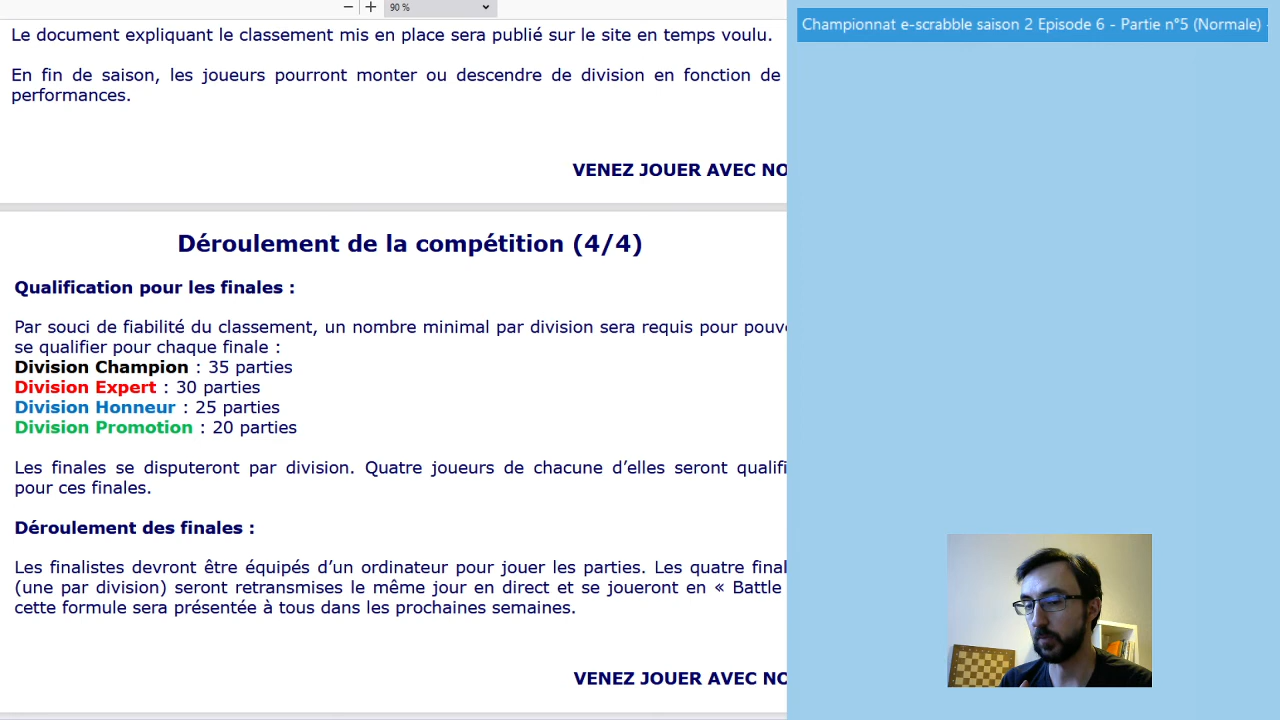 90 %
Le document expliquant le classement mis en place sera publié sur le site en temps voulu.
En fin de saison, les joueurs pourront monter ou descendre de division en fonction de
performances.
VENEZ JOUER AVEC NO
Déroulement de la compétition (4/4)
Qualification pour les finales :
Par souci de fiabilité du classement, un nombre minimal par division sera requis pour pouv
se qualifier pour chaque finale :
Division Champion : 35 parties
Division Expert : 30 parties
Division Honneur : 25 parties
Division Promotion : 20 parties
Les finales se disputeront par division. Quatre joueurs de chacune d’elles seront qualifi
pour ces finales.
Déroulement des finales :
Les finalistes devront être équipés d’un ordinateur pour jouer les parties. Les quatre final
(une par division) seront retransmises le même jour en direct et se joueront en « Battle
cette formule sera présentée à tous dans les prochaines semaines.
VENEZ JOUER AVEC NO
Championnat e-scrabble saison 2 Episode 6 - Partie n°5 (Normale) -